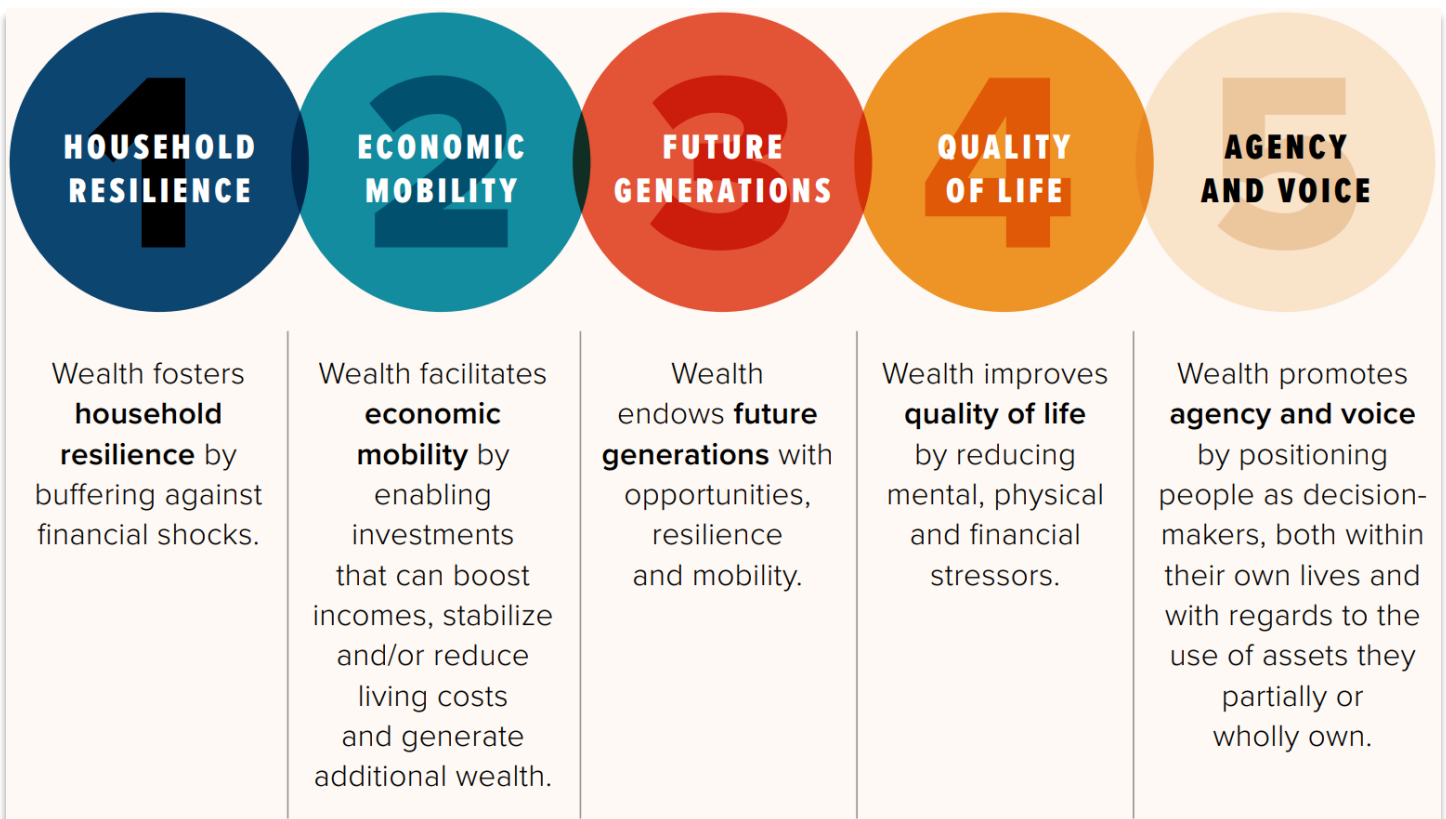 1
HOUSEHOLD
RESILIENCE
2
ECONOMIC
MOBILITY
3
FUTURE
GENERATIONS
4
QUALITY
OF LIFE
5
AGENCY
AND VOICE
Wealth fosters
household
resilience by
buffering against
financial shocks.
Wealth facilitates
economic
mobility by
enabling
investments
that can boost
incomes, stabilize
and/or reduce
living costs
and generate
additional wealth.
Wealth
endows future
generations with
opportunities,
resilience
and mobility.
Wealth improves
quality of life
by reducing
mental, physical
and financial
stressors.
Wealth promotes
agency and voice
by positioning
people as decision-
makers, both within
their own lives and
with regards to the
use of assets they
partially or
wholly own.